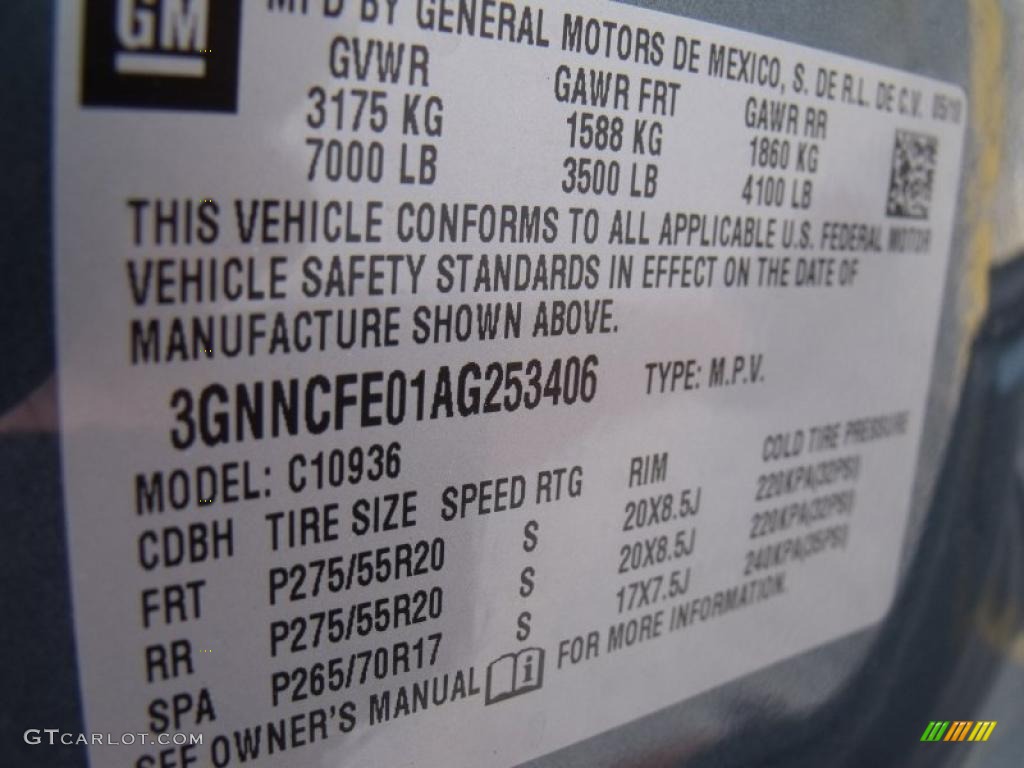 GM
MFD BY GENERAL MOTORS DE MEXICO, S. DE R.L. DE C.V. 05/10
GVWR GAWR FRT GAWR RR
3175 KG 1588 KG 1860 KG
7000 LB 3500 LB 4100 LB
THIS VEHICLE CONFORMS TO ALL APPLICABLE U.S. FEDERAL MOTOR
VEHICLE SAFETY STANDARDS IN EFFECT ON THE DATE OF
MANUFACTURE SHOWN ABOVE.
3GNNCFE01AG253406 TYPE: M.P.V.
MODEL: C10936
CDBH TIRE SIZE SPEED RTG RIM COLD TIRE PRESSURE
FRT P275/55R20 S 20X8.5J 220KPA(32PSI)
RR P275/55R20 S 20X8.5J 220KPA(32PSI)
SPA P265/70R17 S 17X7.5J 240KPA(35PSI)
SEE OWNER'S MANUAL FOR MORE INFORMATION.
GTCARLOT.COM